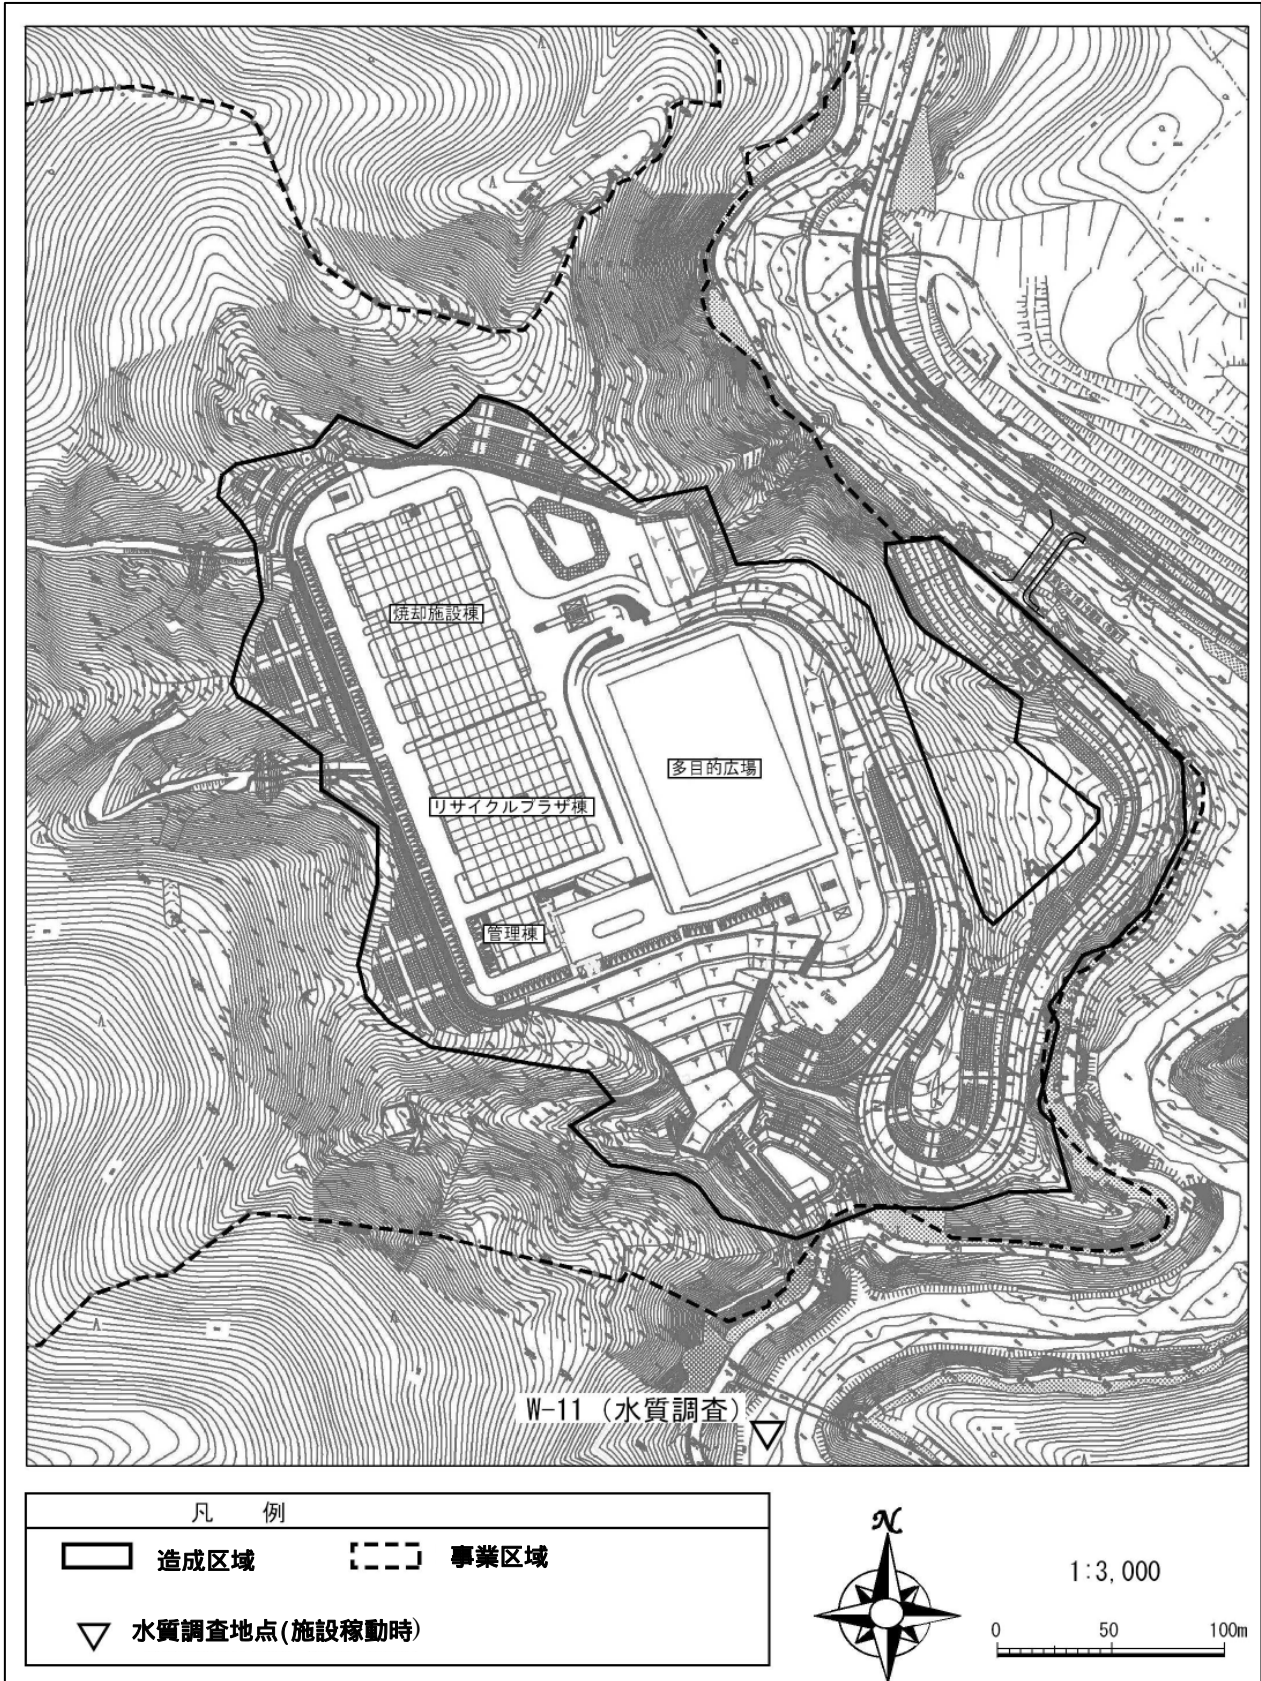 焼却施設棟
多目的広場
リサイクルプラザ棟
管理棟
W-11 (水質調査)
凡 例
造成区域 事業区域
水質調査地点(施設稼動時)
N
1:3,000
0 50 100m